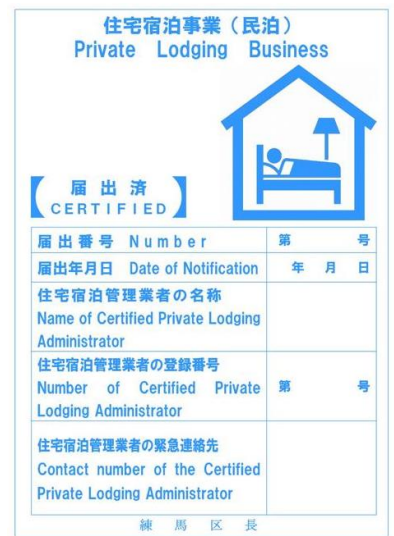 住宅宿泊事業(民泊)
Private Lodging Business
【届出済
CERTIFIED】
届出番号 Number 第 号
届出年月日 Date of Notification 年 月 日
住宅宿泊管理業者の名称
Name of Certified Private Lodging
Administrator
住宅宿泊管理業者の登録番号
Number of Certified Private 第 号
Lodging Administrator
住宅宿泊管理業者の緊急連絡先
Contact number of the Certified
Private Lodging Administrator
練馬区長